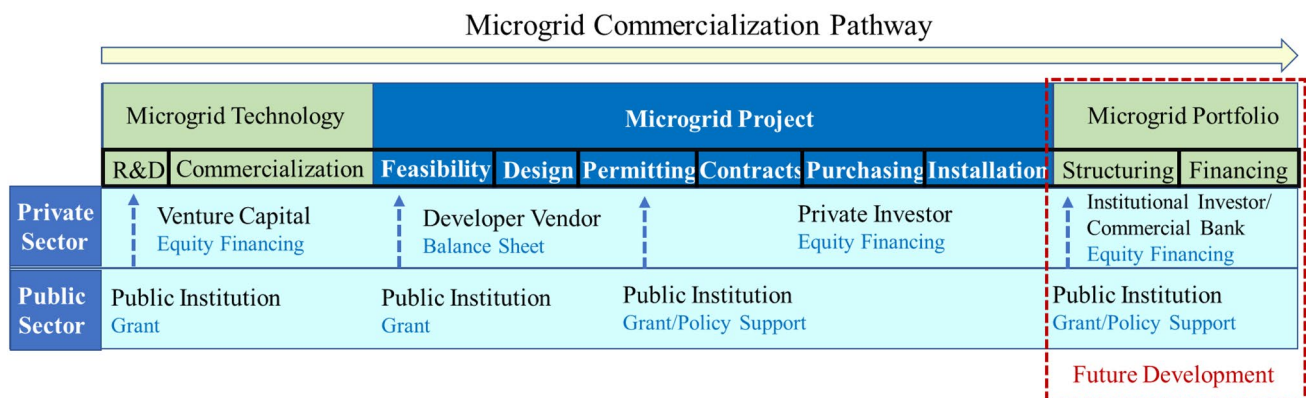 Microgrid Commercialization Pathway
Microgrid Technology
Microgrid Project
Microgrid Portfolio
R&D
Commercialization
Feasibility
Design
Permitting
Contracts
Purchasing
Installation
Structuring
Financing
Private
Sector
Venture Capital
Equity Financing
Developer Vendor
Balance Sheet
Private Investor
Equity Financing
Institutional Investor/
Commercial Bank
Equity Financing
Public
Sector
Public Institution
Grant
Public Institution
Grant
Public Institution
Grant/Policy Support
Public Institution
Grant/Policy Support
Future Development